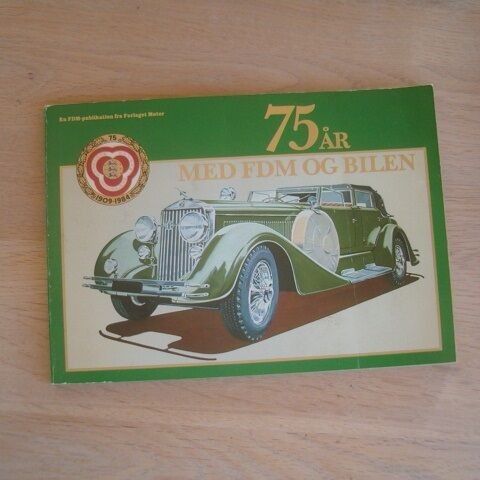 En FDM-publikation fra Forlaget Motor
75 ÅR
MED FDM OG BILEN
75
1909-1984